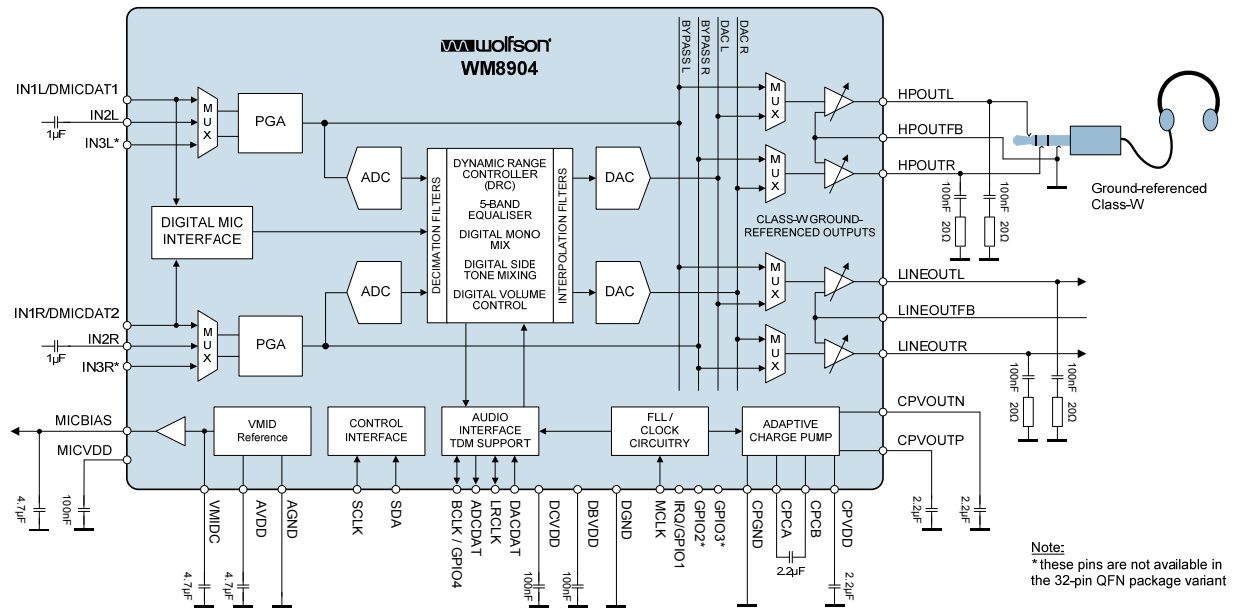 wolfson®
WM8904
BYPASS L
BYPASS R
DAC L
DAC R
IN1L/DMICDAT1
IN2L
1µF
IN3L*
MUX
PGA
ADC
DIGITAL MIC
INTERFACE
DECIMATION FILTERS
DYNAMIC RANGE
CONTROLLER
(DRC)
5-BAND
EQUALISER
DIGITAL MONO
MIX
DIGITAL SIDE
TONE MIXING
DIGITAL VOLUME
CONTROL
INTERPOLATION FILTERS
DAC
MUX
MUX
CLASS-W GROUND-
REFERENCED OUTPUTS
HPOUTL
HPOUTFB
HPOUTR
100nF
20Ω
100nF
20Ω
Ground-referenced
Class-W
IN1R/DMICDAT2
IN2R
1µF
IN3R*
MUX
PGA
ADC
DAC
MUX
MUX
LINEOUTL
LINEOUTFB
LINEOUTR
100nF
20Ω
100nF
20Ω
MICBIAS
MICVDD
4.7µF
100nF
VMID
Reference
CONTROL
INTERFACE
AUDIO
INTERFACE
TDM SUPPORT
FLL /
CLOCK
CIRCUITRY
ADAPTIVE
CHARGE PUMP
CPVOUTN
CPVOUTP
2.2µF
2.2µF
VMIDC
AVDD
AGND
SCLK
SDA
BCLK / GPIO4
ADCDAT
LRCLK
DACDAT
DCVDD
DBVDD
DGND
MCLK
IRQ/GPIO1
GPIO2*
GPIO3*
CPGND
CPCA
CPCB
CPVDD
4.7µF
4.7µF
100nF
100nF
2.2µF
2.2µF
Note:
* these pins are not available in
the 32-pin QFN package variant